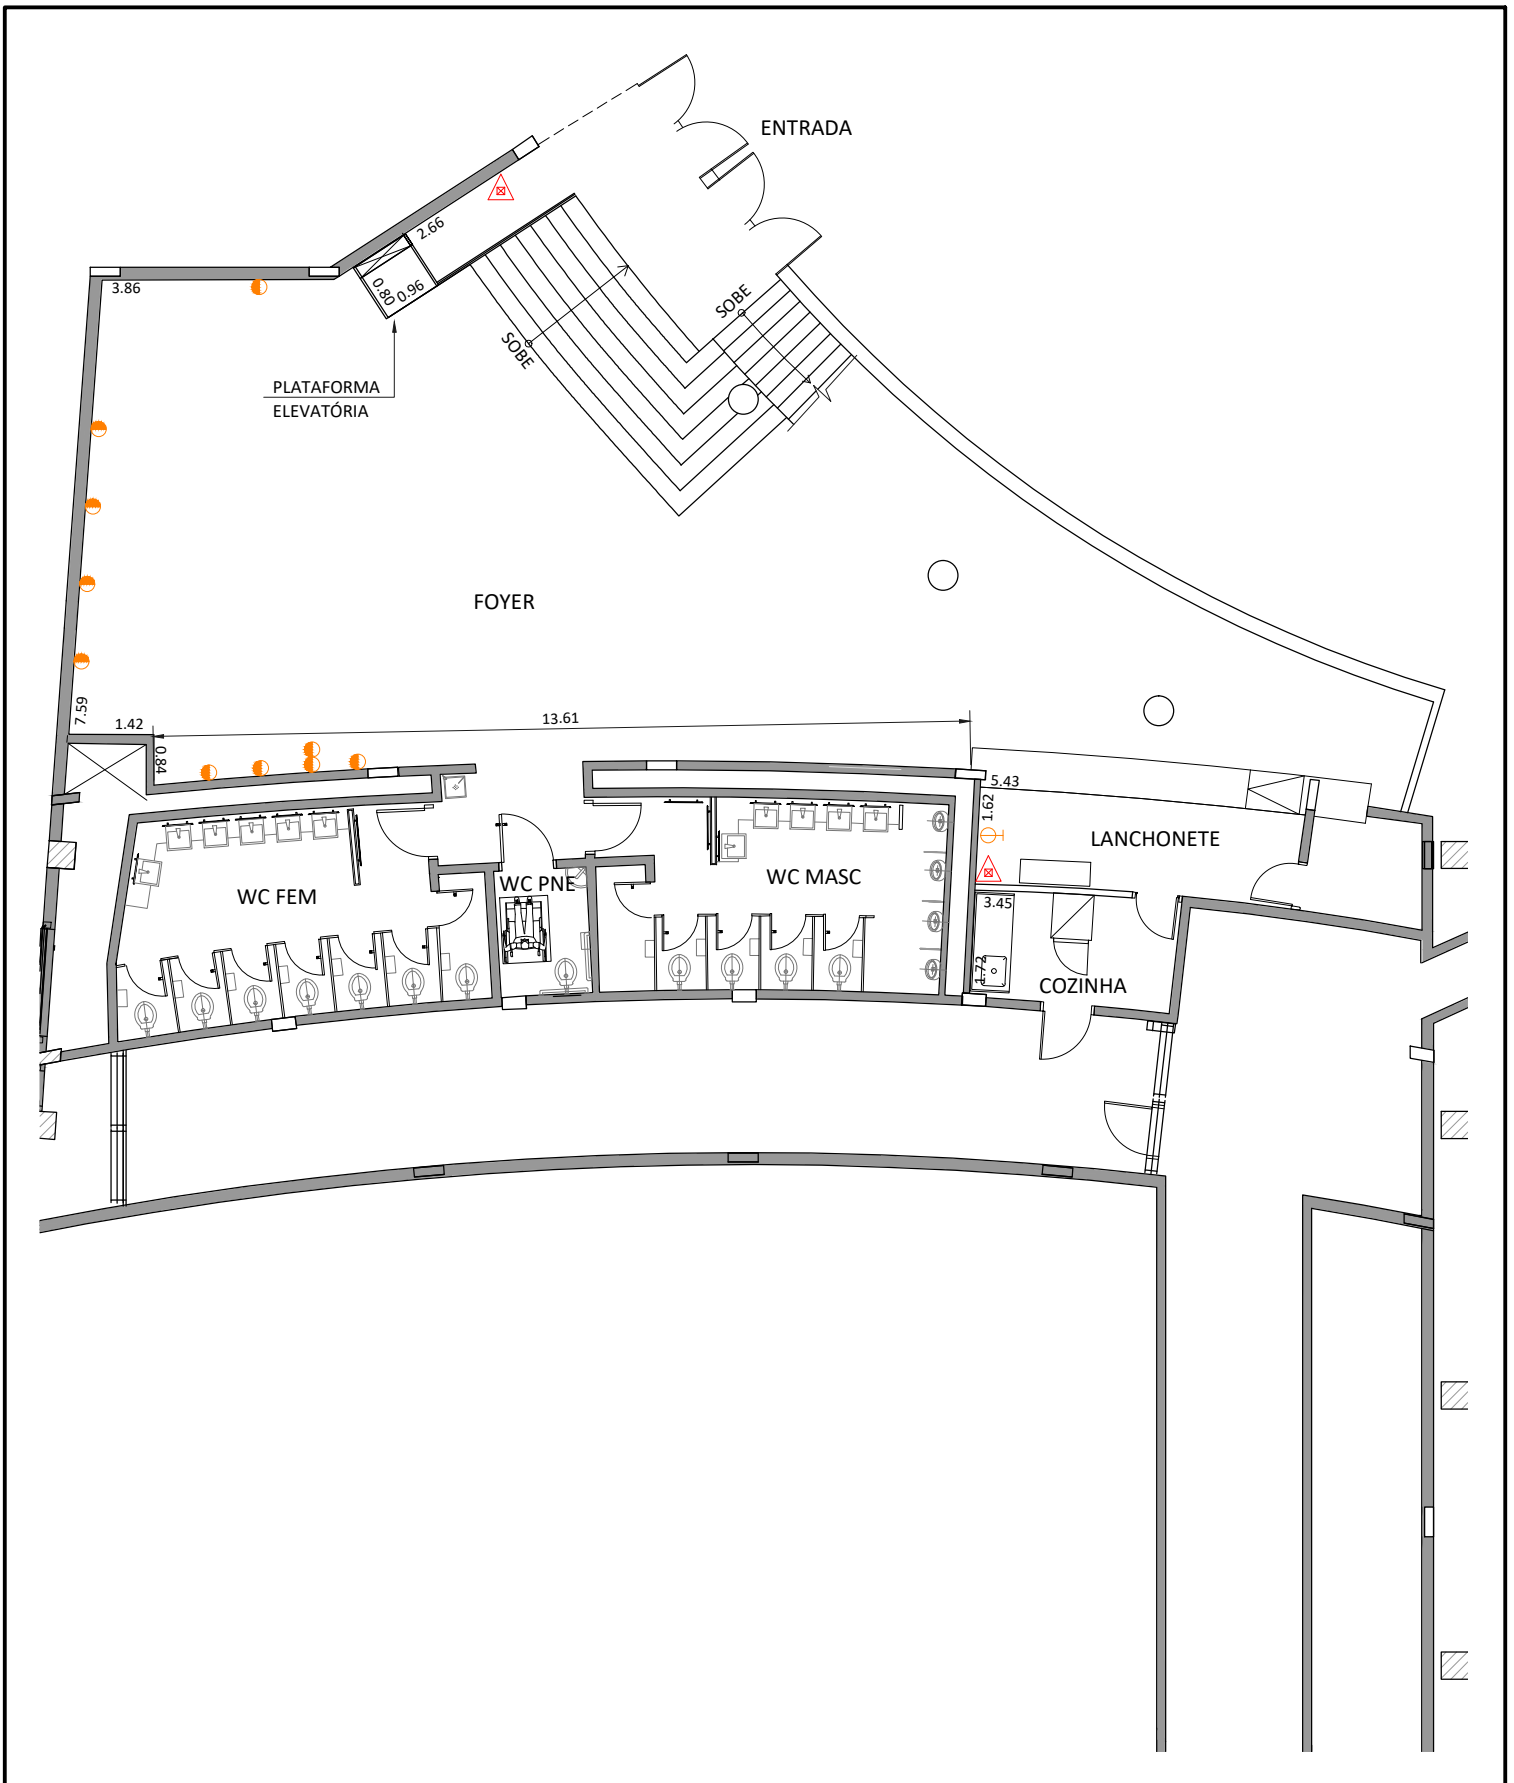 ENTRADA
2.66
3.86
0.80
0.96
SOBE
SOBE
PLATAFORMA
ELEVATÓRIA
FOYER
7.59
1.42
13.61
0.84
5.43
1.62
LANCHONETE
WC FEM
WC PNE
WC MASC
3.45
1.72
COZINHA